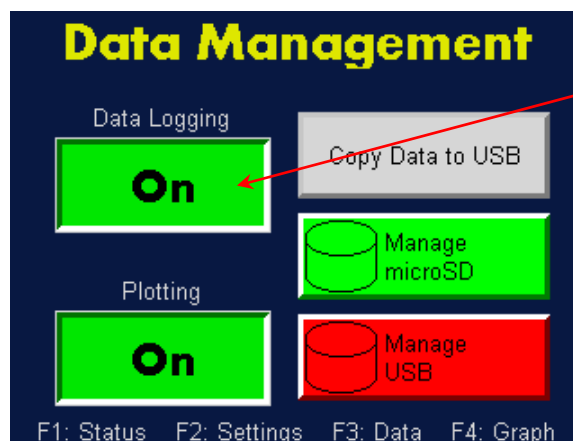 Data Management
Data Logging
On
Copy Data to USB
Manage
microSD
Plotting
On
Manage
USB
F1: Status F2: Settings F3: Data F4: Graph